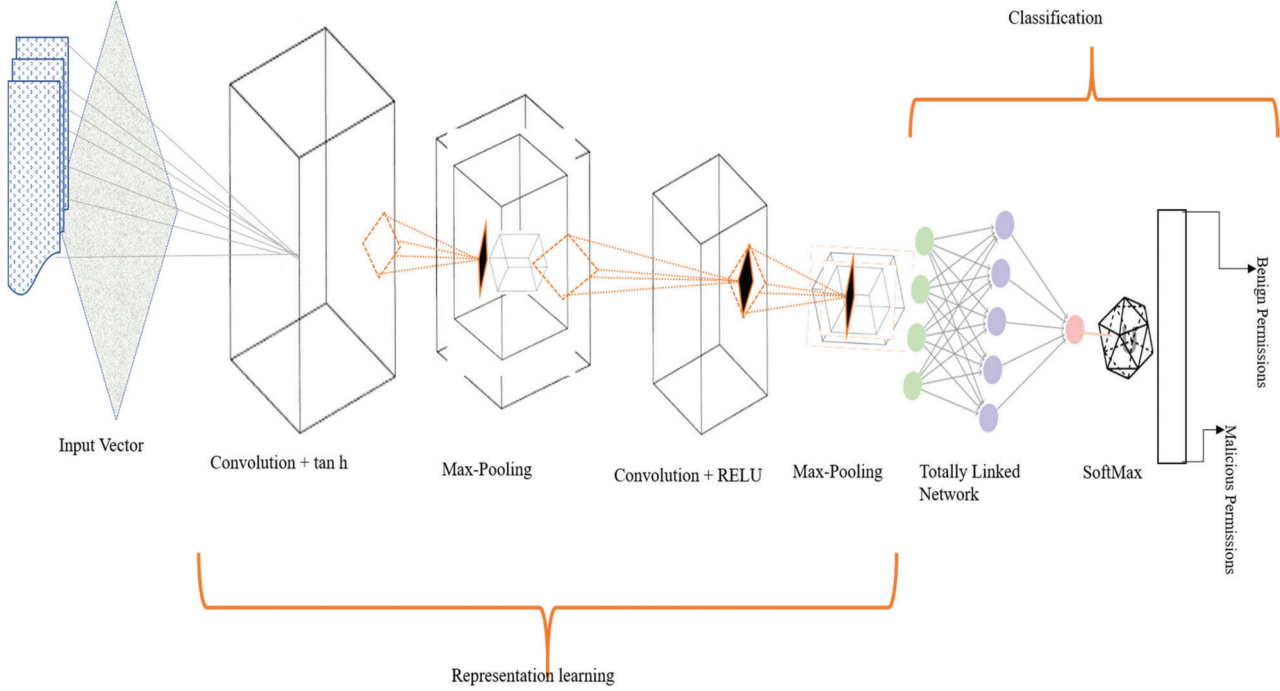 Classification
Input Vector
Convolution + tan h
Max-Pooling
Convolution + RELU
Max-Pooling
Totally Linked
Network
SoftMax
Benign Permissions
Malicious Permissions
Representation learning